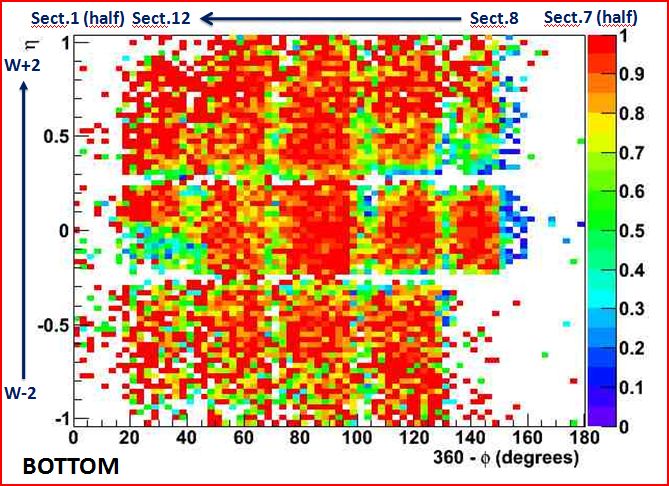 Sect.1 (half) Sect.12 Sect.8 Sect.7 (half)
η
W+2
W-2
1
0.5
0
-0.5
-1
0 20 40 60 80 100 120 140 160 180
360 - ϕ (degrees)
1
0.9
0.8
0.7
0.6
0.5
0.4
0.3
0.2
0.1
0
BOTTOM